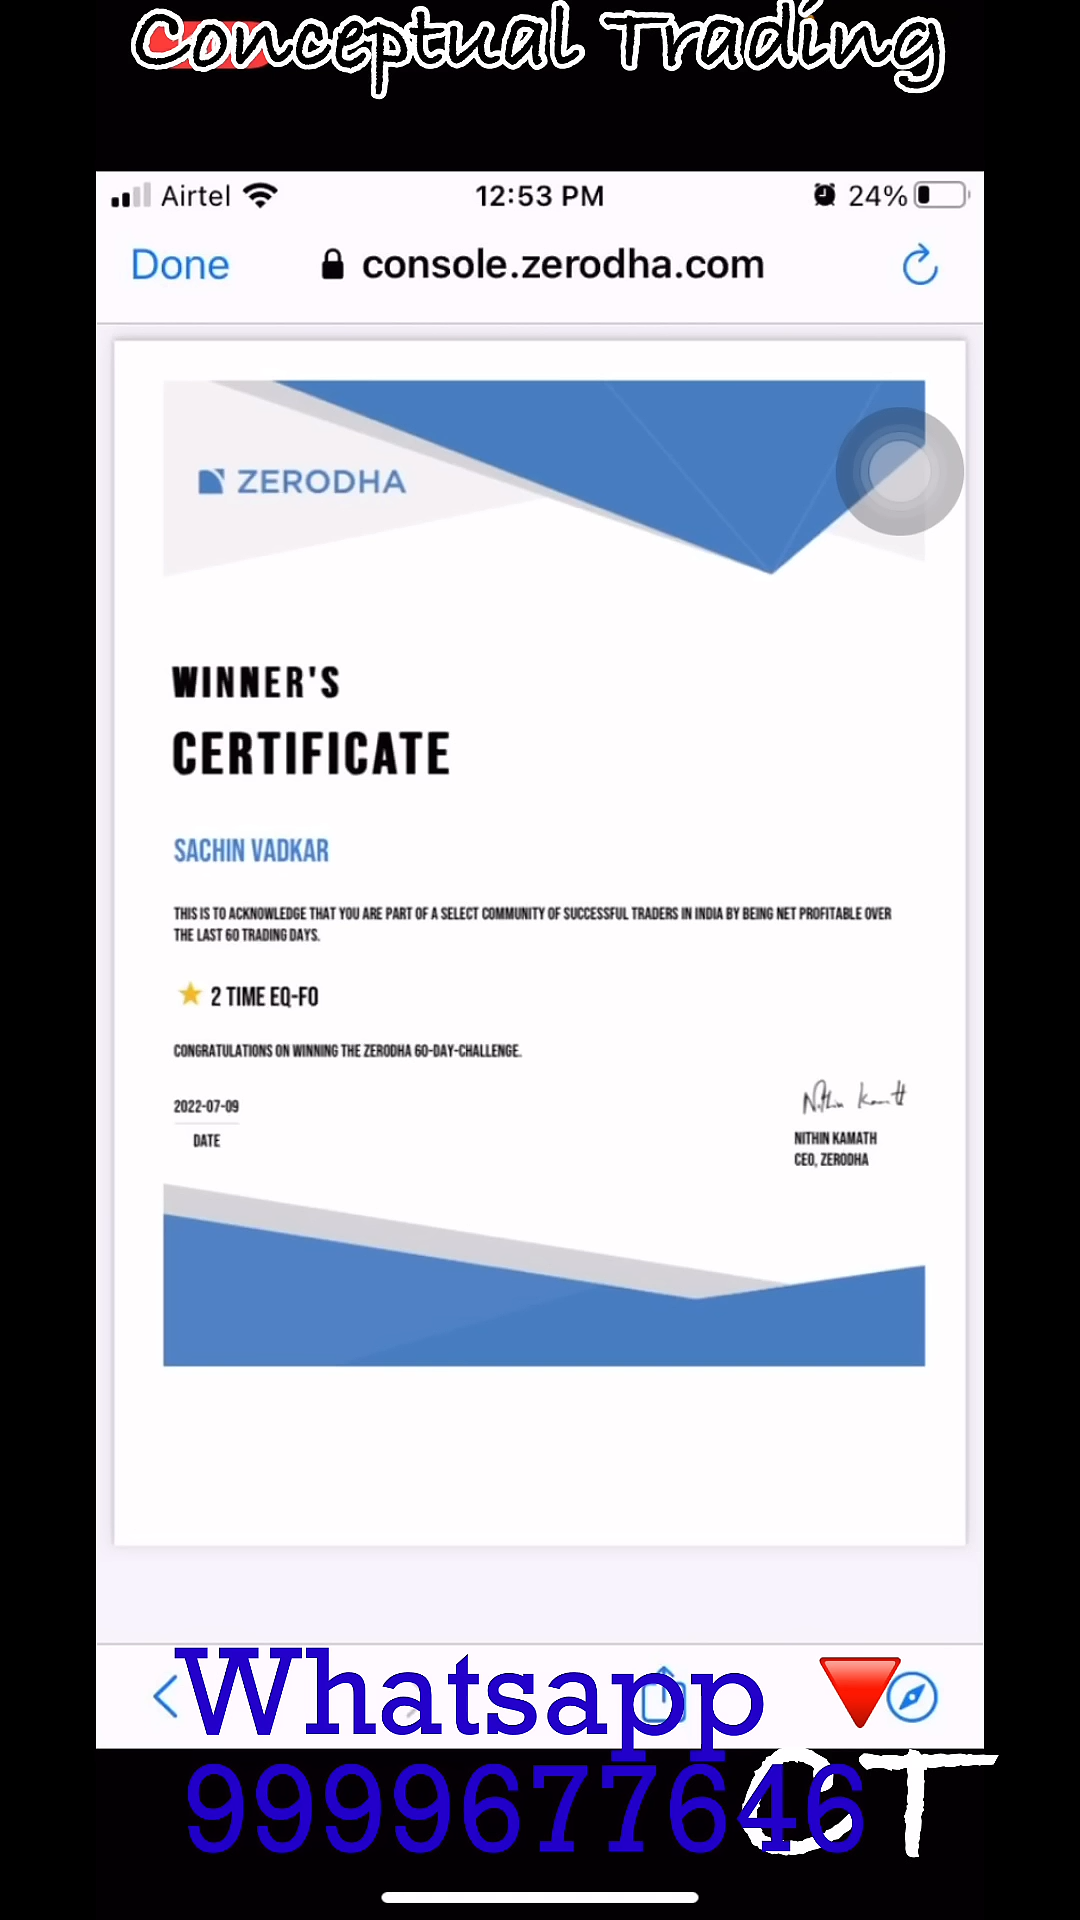 Conceptual Trading
Airtel 12:53 PM 24%
Done console.zerodha.com
ZERODHA
WINNER'S
CERTIFICATE
SACHIN VADKAR
THIS IS TO ACKNOWLEDGE THAT YOU ARE PART OF A SELECT COMMUNITY OF SUCCESSFUL TRADERS IN INDIA BY BEING NET PROFITABLE OVER
THE LAST 60 TRADING DAYS.
2 TIME EQ-FO
CONGRATULATIONS ON WINNING THE ZERODHA 60-DAY-CHALLENGE.
Nithin Kamath
2022-07-09
DATE
NITHIN KAMATH
CEO, ZERODHA
Whatsapp
9999677646
CT